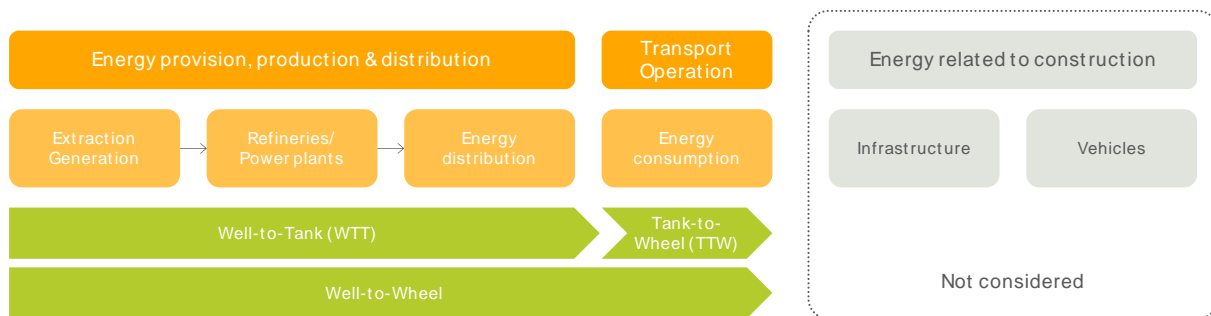 Energy provision, production & distribution
Transport
Operation
Energy related to construction
Extraction
Generation
Refineries/
Power plants
Energy
distribution
Energy
consumption
Infrastructure
Vehicles
Well-to-Tank (WTT)
Tank-to-
Wheel (TTW)
Well-to-Wheel
Not considered